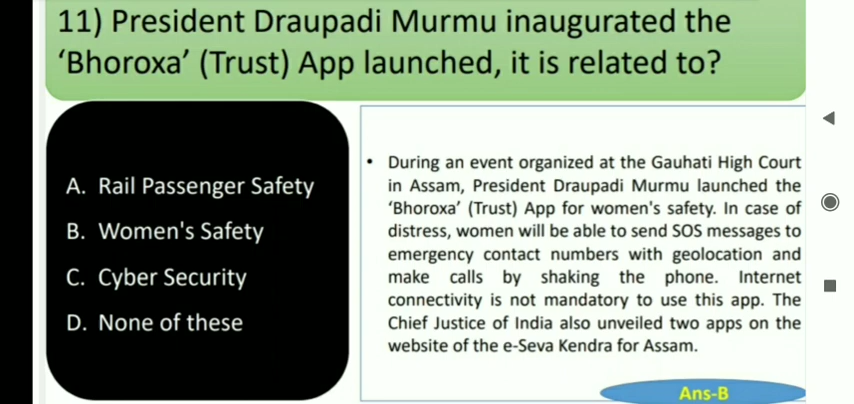 11) President Draupadi Murmu inaugurated the
‘Bhoroxa’ (Trust) App launched, it is related to?
A. Rail Passenger Safety
B. Women's Safety
C. Cyber Security
D. None of these
• During an event organized at the Gauhati High Court
in Assam, President Draupadi Murmu launched the
‘Bhoroxa’ (Trust) App for women's safety. In case of
distress, women will be able to send SOS messages to
emergency contact numbers with geolocation and
make calls by shaking the phone. Internet
connectivity is not mandatory to use this app. The
Chief Justice of India also unveiled two apps on the
website of the e-Seva Kendra for Assam.
Ans-B